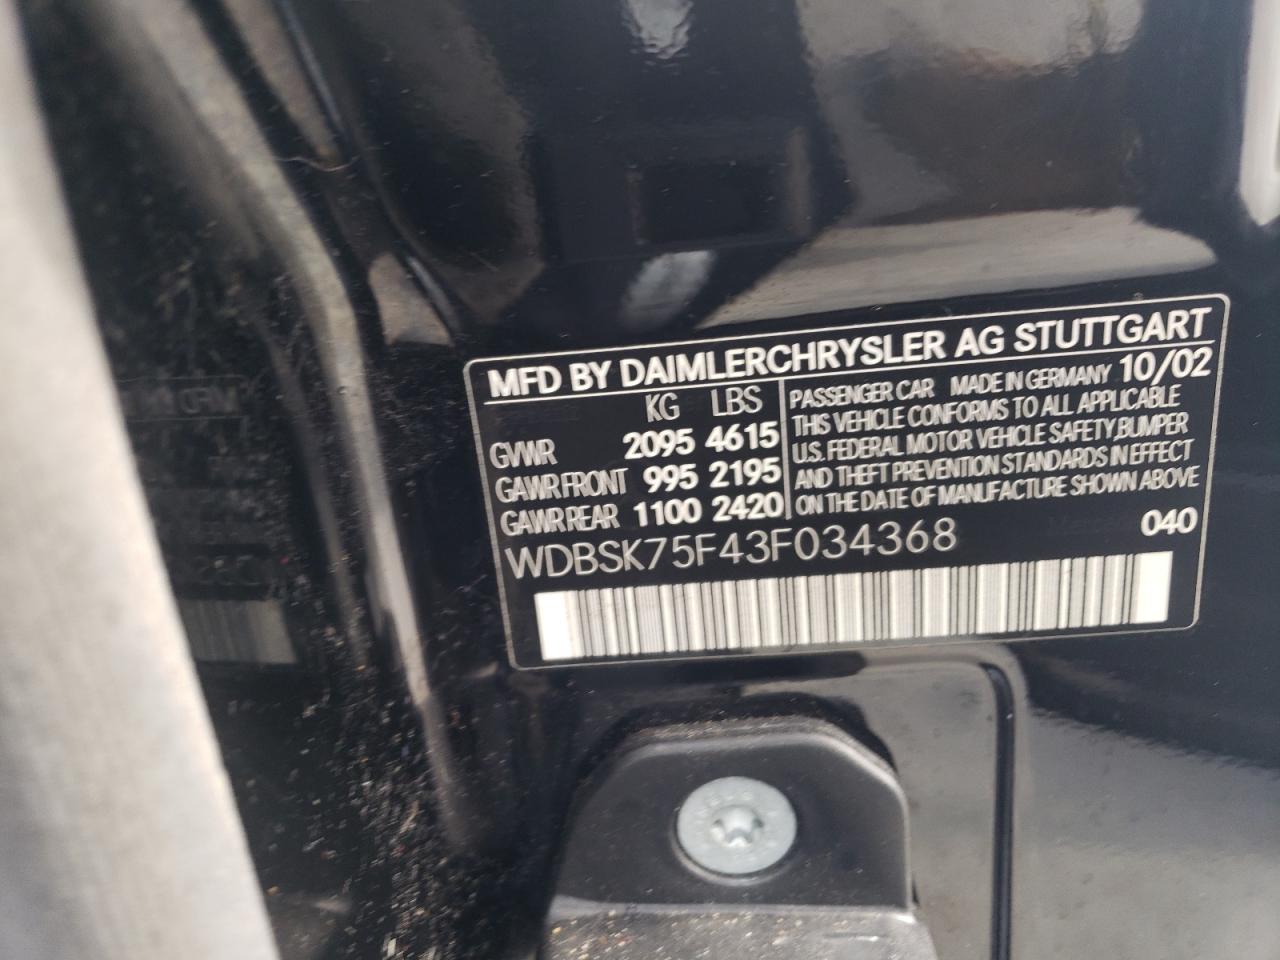 MFD BY DAIMLERCHRYSLER AG STUTTGART
KG LBS
GVWR 2095 4615
GAWR FRONT 995 2195
GAWR REAR 1100 2420
PASSENGER CAR MADE IN GERMANY 10/02
THIS VEHICLE CONFORMS TO ALL APPLICABLE
U.S. FEDERAL MOTOR VEHICLE SAFETY,BUMPER
AND THEFT PREVENTION STANDARDS IN EFFECT
ON THE DATE OF MANUFACTURE SHOWN ABOVE
WDBSK75F43F034368
040